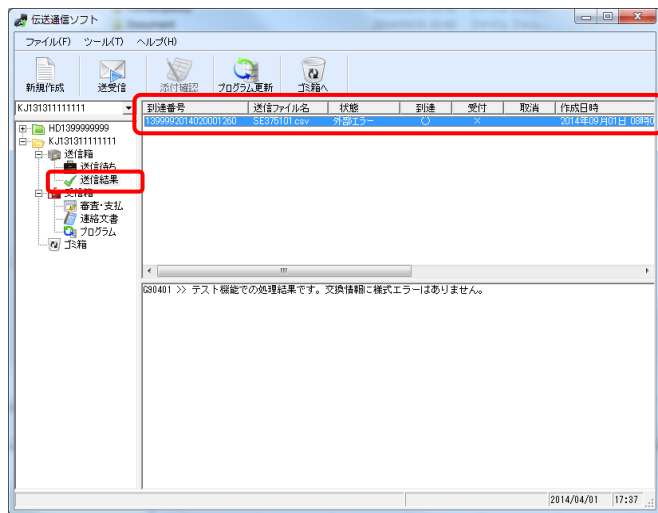 伝送通信ソフト
ファイル(F) ツール(T) ヘルプ(H)
新規作成 送受信 添付確認 プログラム更新 ゴミ箱へ
KJ131311111111
到達番号 送信ファイル名 状態 到達 受付 取消 作成日時
1399992014020001260 SE375101.csv 外部エラー ○ × 2014年09月01日 08時0
HD1399999999
KJ131311111111
送信箱
送信待ち
送信結果
受信箱
審査・支払
連絡文書
プログラム
ゴミ箱
G90401 >> テスト機能での処理結果です。交換情報に様式エラーはありません。
2014/04/01 17:37